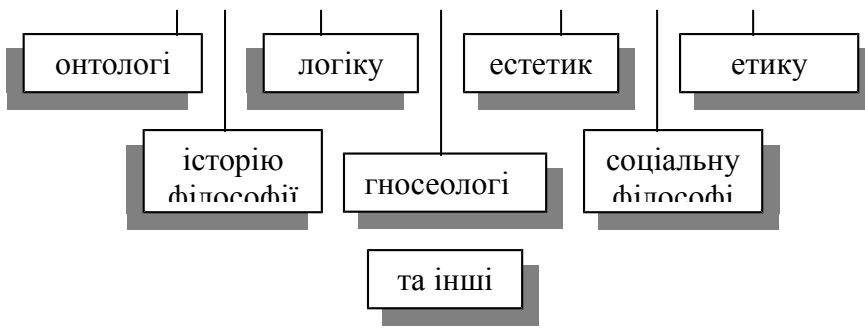 онтологі
логіку
естетик
етику
історію
філософії
гносеологі
соціальну
філософі
та інші